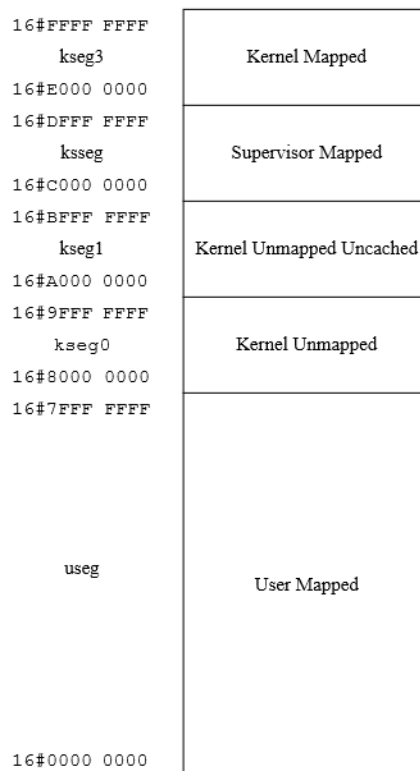 16#FFFF FFFF
kseg3 Kernel Mapped
16#E000 0000
16#DFFF FFFF
ksseg Supervisor Mapped
16#C000 0000
16#BFFF FFFF
kseg1 Kernel Unmapped Uncached
16#A000 0000
16#9FFF FFFF
kseg0 Kernel Unmapped
16#8000 0000
16#7FFF FFFF
useg
User Mapped
16#0000 0000